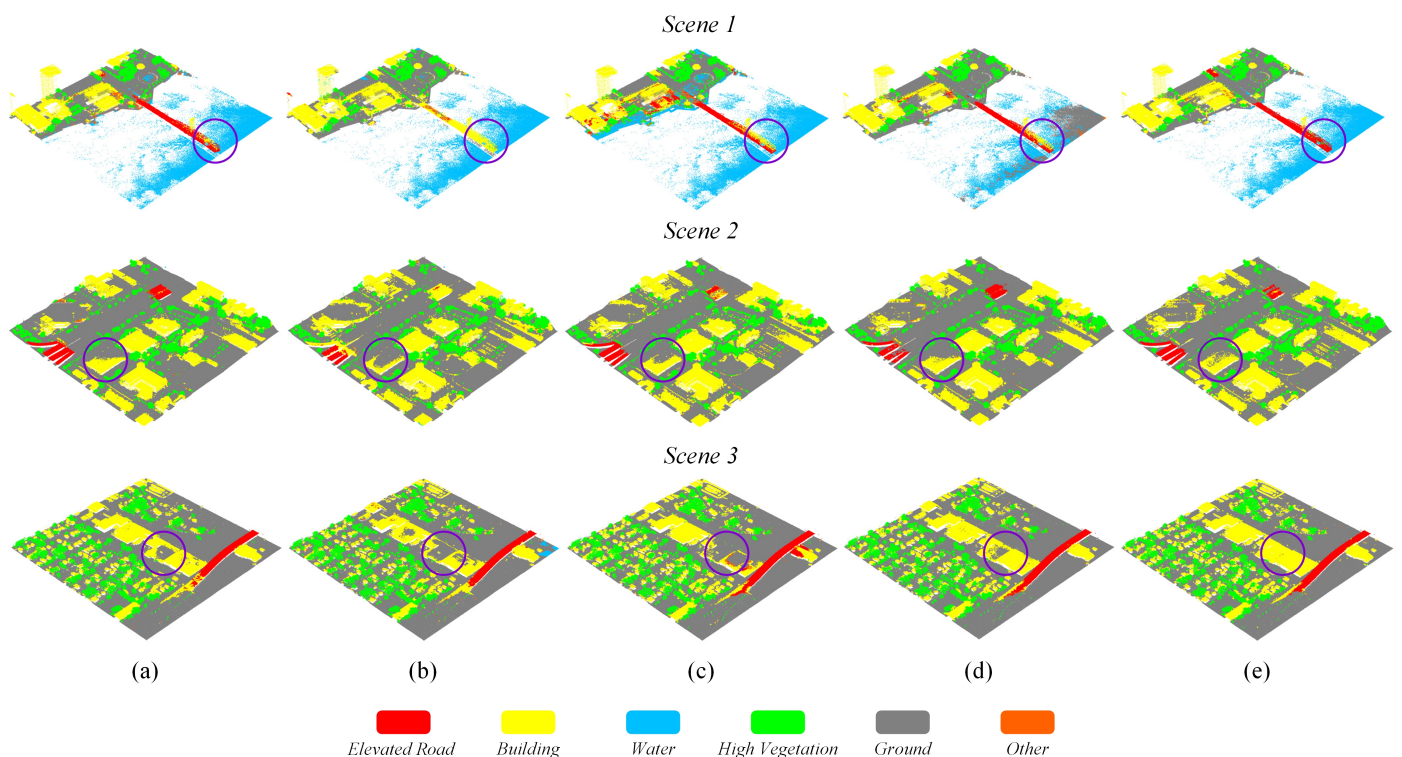 Scene 1
Scene 2
Scene 3
(a) (b) (c) (d) (e)
Elevated Road Building Water High Vegetation Ground Other